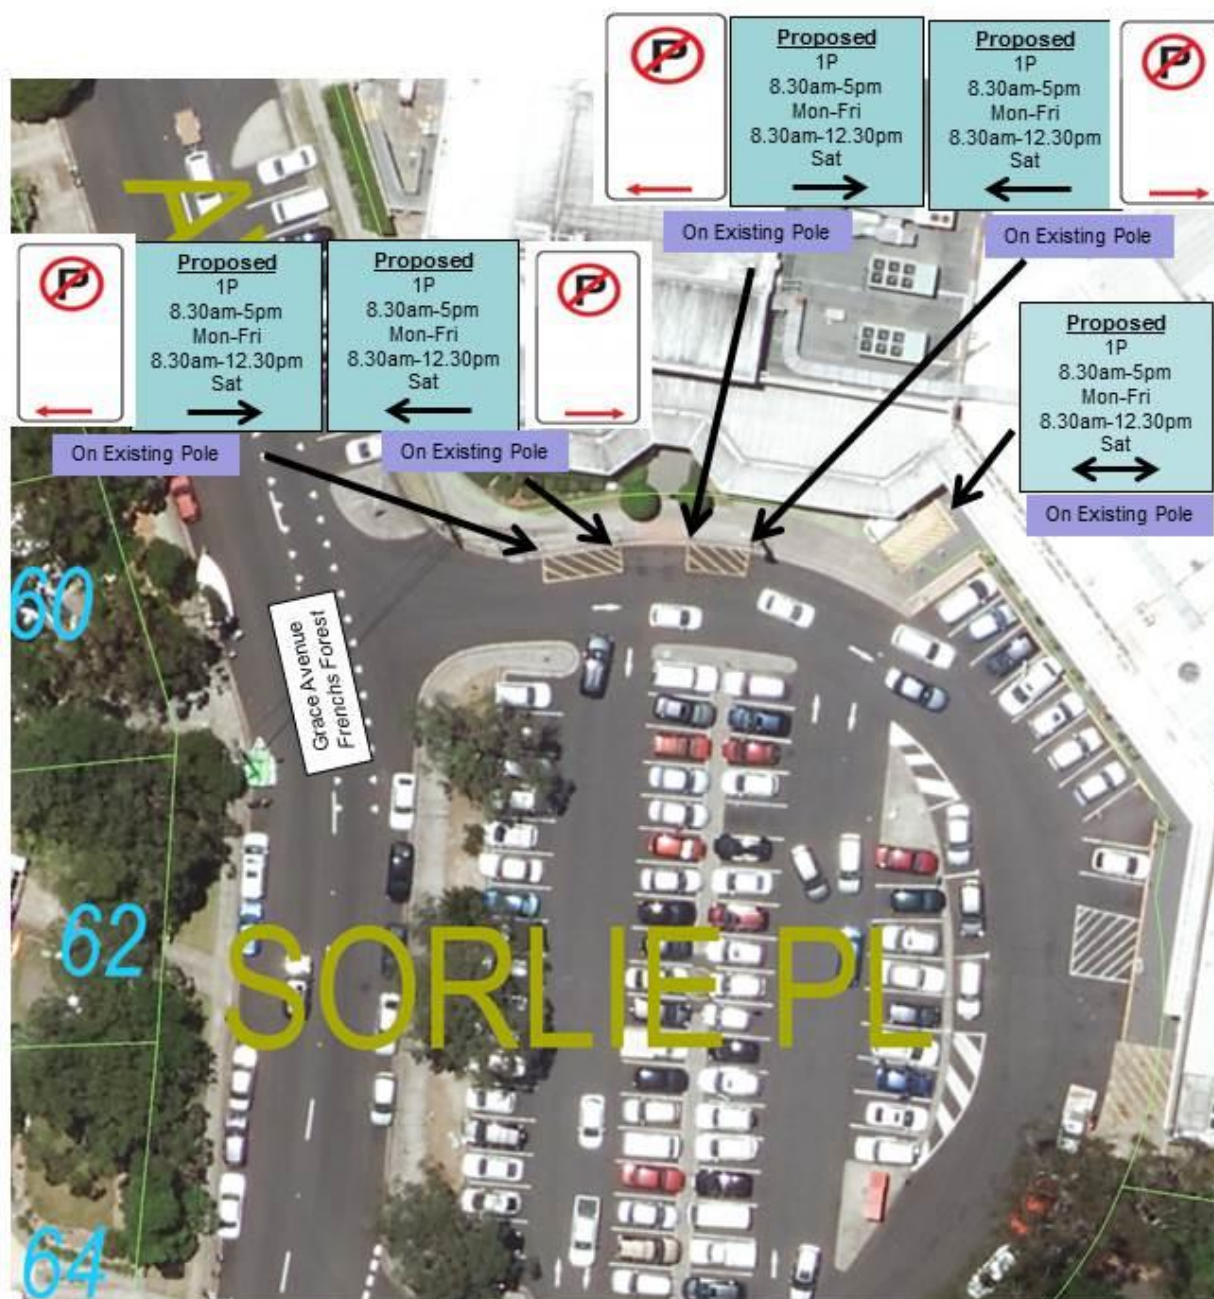 P
Proposed
1P
8.30am-5pm
Mon-Fri
8.30am-12.30pm
Sat
Proposed
1P
8.30am-5pm
Mon-Fri
8.30am-12.30pm
Sat
P
On Existing Pole
On Existing Pole
P
Proposed
1P
8.30am-5pm
Mon-Fri
8.30am-12.30pm
Sat
Proposed
1P
8.30am-5pm
Mon-Fri
8.30am-12.30pm
Sat
P
On Existing Pole
On Existing Pole
Proposed
1P
8.30am-5pm
Mon-Fri
8.30am-12.30pm
Sat
On Existing Pole
60
Grace Avenue
Frenchs Forest
62
SORLIE PL
64